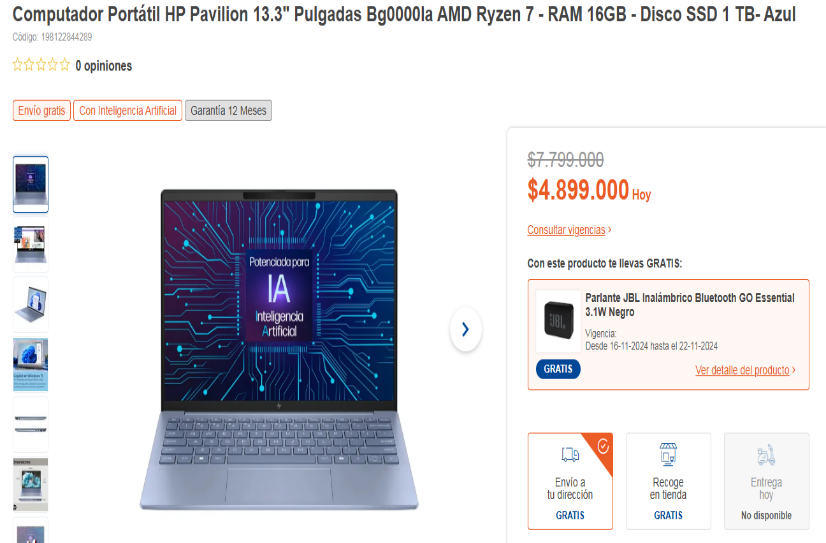 Computador Portátil HP Pavilion 13.3" Pulgadas Bg0000la AMD Ryzen 7 - RAM 16GB - Disco SSD 1 TB- Azul
Código: 198122844289
0 opiniones
Envío gratis
Con Inteligencia Artificial
Garantía 12 Meses
Potenciada para
IA
Inteligencia
Artificial
$7.799.000
$4.899.000 Hoy
Consultar vigencias ›
Con este producto te llevas GRATIS:
JBL
Parlante JBL Inalámbrico Bluetooth GO Essential
3.1W Negro
Vigencia:
Desde 16-11-2024 hasta el 22-11-2024
GRATIS
Ver detalle del producto ›
Envío a
tu dirección
GRATIS
Recoge
en tienda
GRATIS
Entrega
hoy
No disponible